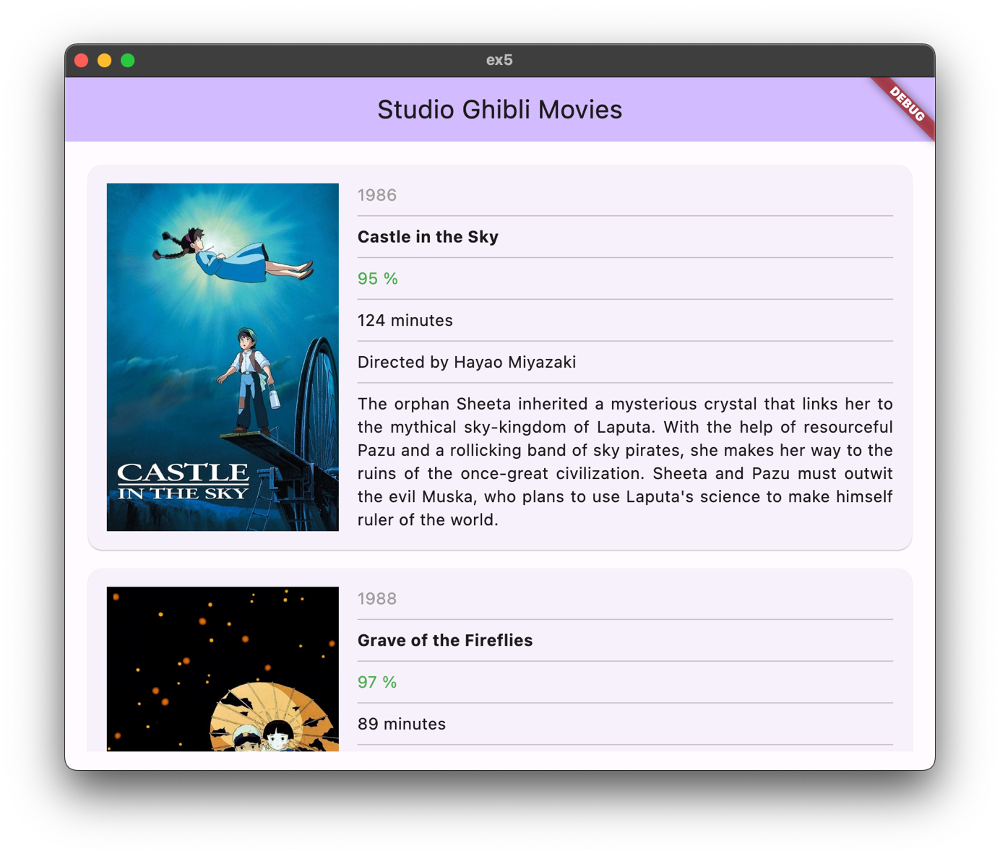 ex5
Studio Ghibli Movies
DEBUG
1986
Castle in the Sky
95 %
124 minutes
Directed by Hayao Miyazaki
The orphan Sheeta inherited a mysterious crystal that links her to
the mythical sky-kingdom of Laputa. With the help of resourceful
Pazu and a rollicking band of sky pirates, she makes her way to the
ruins of the once-great civilization. Sheeta and Pazu must outwit
the evil Muska, who plans to use Laputa's science to make himself
ruler of the world.
CASTLE
IN THE SKY
1988
Grave of the Fireflies
97 %
89 minutes